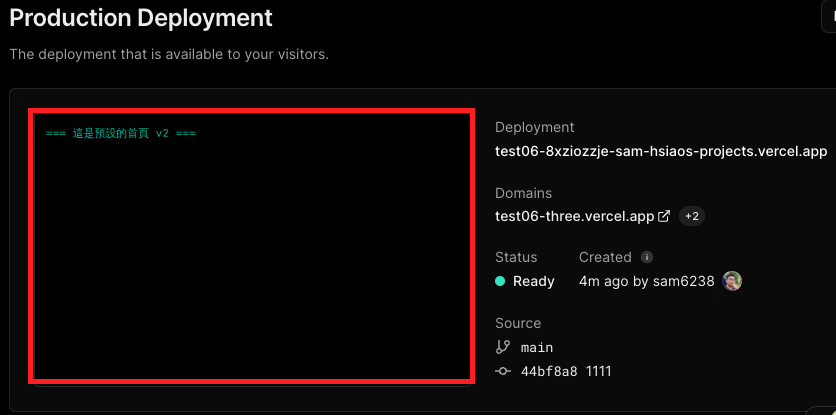 Production Deployment
The deployment that is available to your visitors.
=== 這是預設的首頁 v2 ===
Deployment
test06-8xziozzje-sam-hsiaos-projects.vercel.app
Domains
test06-three.vercel.app +2
Status Created
Ready 4m ago by sam6238
Source
main
44bf8a8 1111